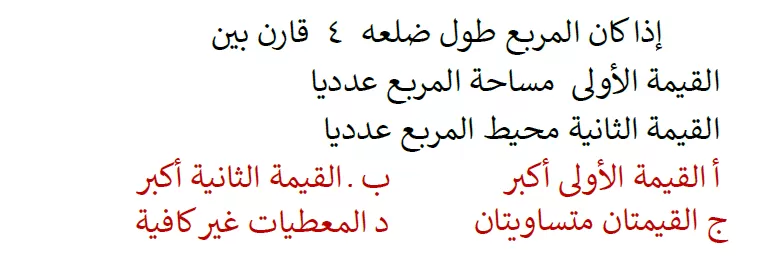 إذا كان المربع طول ضلعه ٤ قارن بين
القيمة الأولى مساحة المربع عدديا
القيمة الثانية محيط المربع عدديا
أ القيمة الأولى أكبر ب . القيمة الثانية أكبر
ج القيمتان متساويتان د المعطيات غير كافية